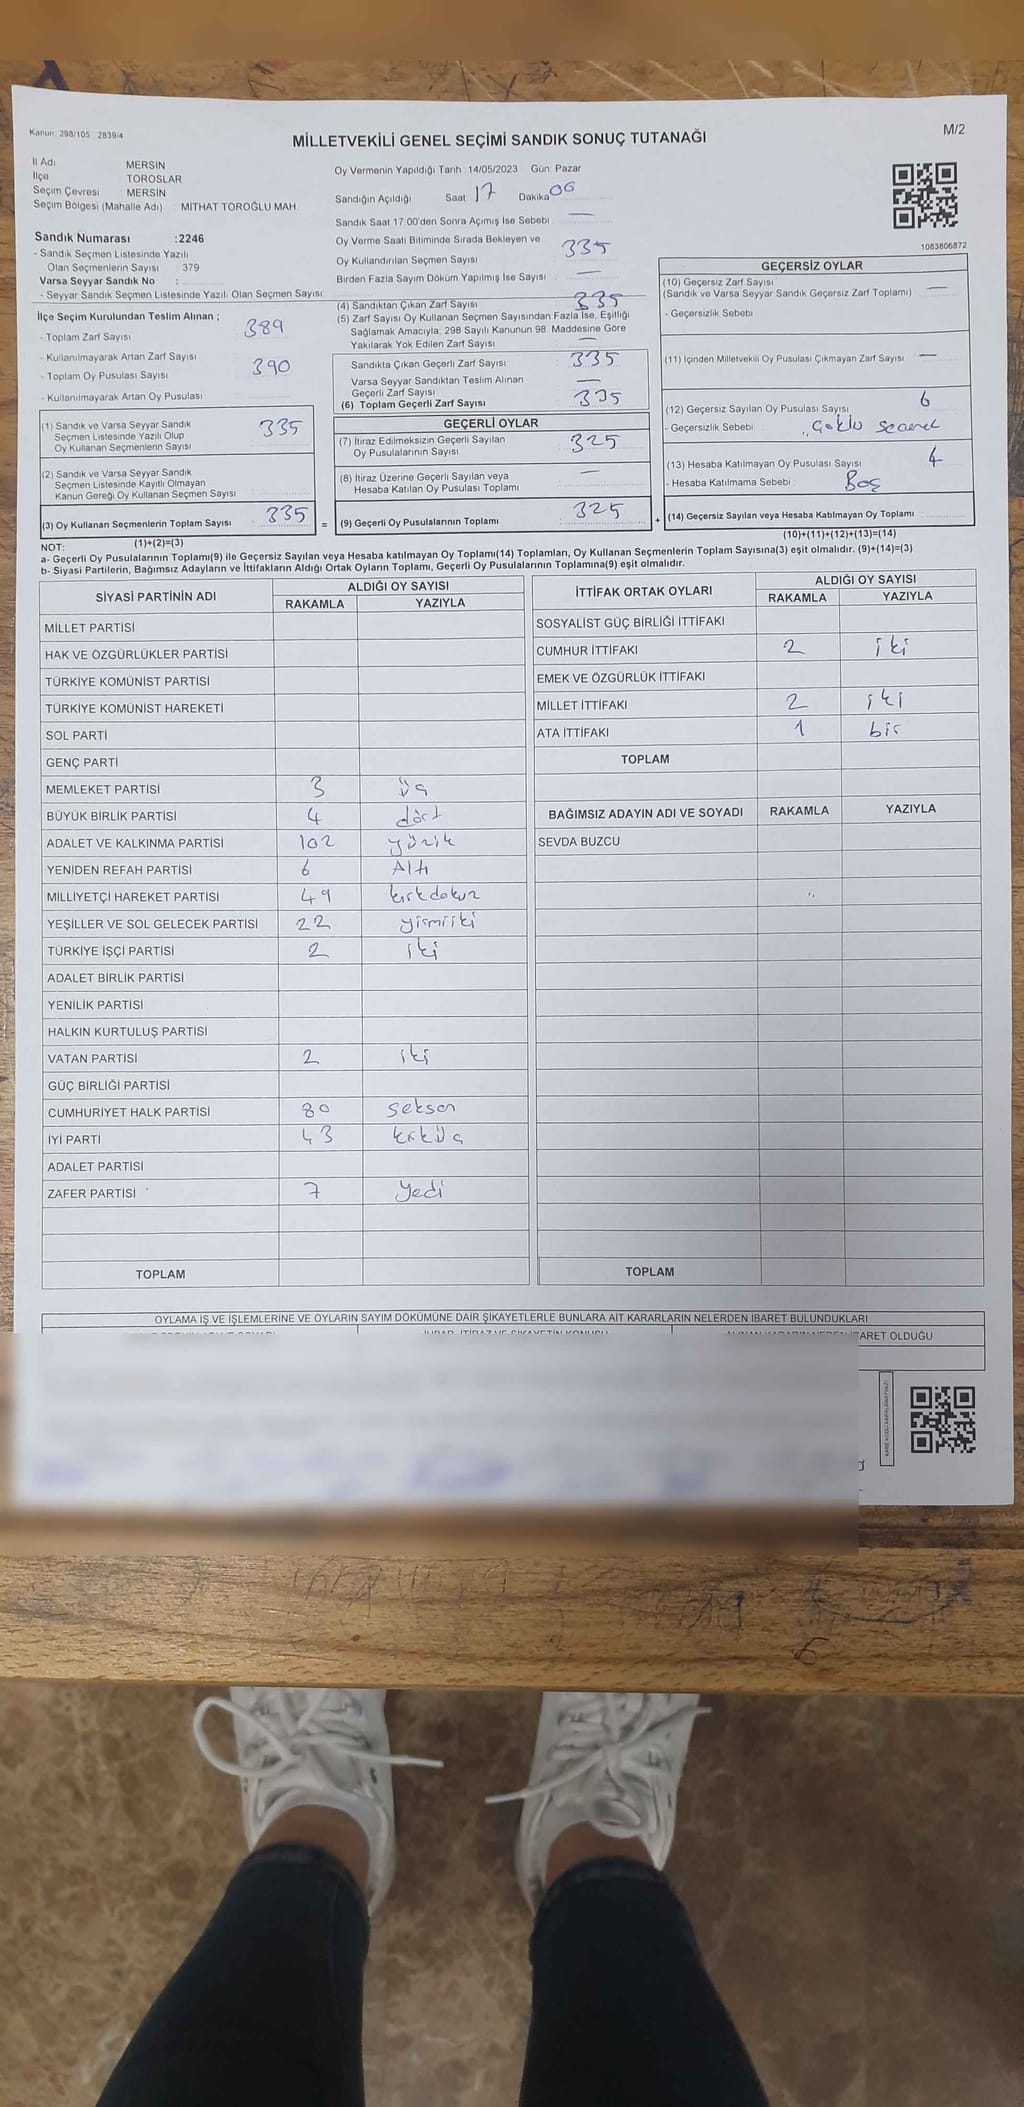 Kanun: 298/105 2839/4
MİLLETVEKİLİ GENEL SEÇİMİ SANDIK SONUÇ TUTANAĞI
M/2
İl Adı MERSİN
İlçe TOROSLAR
Seçim Çevresi : MERSİN
Seçim Bölgesi (Mahalle Adı) : MİTHAT TOROĞLU MAH.
Sandık Numarası :2246
- Sandık Seçmen Listesinde Yazılı
Olan Seçmenlerin Sayısı : 379
Varsa Seyyar Sandık No :
- Seyyar Sandık Seçmen Listesinde Yazılı Olan Seçmen Sayısı:
İlçe Seçim Kurulundan Teslim Alınan ;
- Toplam Zarf Sayısı 389
- Kullanılmayarak Artan Zarf Sayısı
- Toplam Oy Pusulası Sayısı 390
- Kullanılmayarak Artan Oy Pusulası
(1) Sandık ve Varsa Seyyar Sandık
Seçmen Listesinde Yazılı Olup
Oy Kullanan Seçmenlerin Sayısı 335
(2) Sandık ve Varsa Seyyar Sandık
Seçmen Listesinde Kayıtlı Olmayan
Kanun Gereği Oy Kullanan Seçmen Sayısı :
(3) Oy Kullanan Seçmenlerin Toplam Sayısı : 335
(1)+(2)=(3)
Oy Vermenin Yapıldığı Tarih :14/05/2023 Gün: Pazar
Sandığın Açıldığı Saat: 17 Dakika: 06
Sandık Saat 17:00'den Sonra Açımış İse Sebebi : —
Oy Verme Saati Bitiminde Sırada Bekleyen ve
Oy Kullandırılan Seçmen Sayısı : 335
Birden Fazla Sayım Döküm Yapılmış İse Sayısı : —
(4) Sandıktan Çıkan Zarf Sayısı : 335
(5) Zarf Sayısı Oy Kullanan Seçmen Sayısından Fazla İse, Eşitliği
Sağlamak Amacıyla, 298 Sayılı Kanunun 98. Maddesine Göre
Yakılarak Yok Edilen Zarf Sayısı : —
Sandıkta Çıkan Geçerli Zarf Sayısı : 335
Varsa Seyyar Sandıktan Teslim Alınan
Geçerli Zarf Sayısı : —
(6) Toplam Geçerli Zarf Sayısı : 335
GEÇERLİ OYLAR
(7) İtiraz Edilmeksizin Geçerli Sayılan
Oy Pusulalarının Sayısı : 325
(8) İtiraz Üzerine Geçerli Sayılan veya
Hesaba Katılan Oy Pusulası Toplamı : —
= (9) Geçerli Oy Pusulalarının Toplamı : 325
1083806872
GEÇERSİZ OYLAR
(10) Geçersiz Zarf Sayısı
(Sandık ve Varsa Seyyar Sandık Geçersiz Zarf Toplamı) : —
- Geçersizlik Sebebi :
(11) İçinden Milletvekili Oy Pusulası Çıkmayan Zarf Sayısı : —
(12) Geçersiz Sayılan Oy Pusulası Sayısı : 6
- Geçersizlik Sebebi :
(13) Hesaba Katılmayan Oy Pusulası Sayısı : 4
- Hesaba Katılmama Sebebi : Boş
+ (14) Geçersiz Sayılan veya Hesaba Katılmayan Oy Toplamı :
(10)+(11)+(12)+(13)=(14)
NOT:
a- Geçerli Oy Pusulalarının Toplamı(9) ile Geçersiz Sayılan veya Hesaba katılmayan Oy Toplamı(14) Toplamları, Oy Kullanan Seçmenlerin Toplam Sayısına(3) eşit olmalıdır. (9)+(14)=(3)
b- Siyasi Partilerin, Bağımsız Adayların ve İttifakların Aldığı Ortak Oyların Toplamı, Geçerli Oy Pusulalarının Toplamına(9) eşit olmalıdır.
SİYASİ PARTİNİN ADI ALDIĞI OY SAYISI
RAKAMLA YAZIYLA
MİLLET PARTİSİ
HAK VE ÖZGÜRLÜKLER PARTİSİ
TÜRKİYE KOMÜNİST PARTİSİ
TÜRKİYE KOMÜNİST HAREKETİ
SOL PARTİ
GENÇ PARTİ
MEMLEKET PARTİSİ 3 üç
BÜYÜK BİRLİK PARTİSİ 4 dört
ADALET VE KALKINMA PARTİSİ 102 yüziki
YENİDEN REFAH PARTİSİ 6 Altı
MİLLİYETÇİ HAREKET PARTİSİ 49 kırkdokuz
YEŞİLLER VE SOL GELECEK PARTİSİ 22 yirmiiki
TÜRKİYE İŞÇİ PARTİSİ 2 iki
ADALET BİRLİK PARTİSİ
YENİLİK PARTİSİ
HALKIN KURTULUŞ PARTİSİ
VATAN PARTİSİ 2 iki
GÜÇ BİRLİĞİ PARTİSİ
CUMHURİYET HALK PARTİSİ 80 seksen
İYİ PARTİ 43 kırküç
ADALET PARTİSİ
ZAFER PARTİSİ 7 Yedi
TOPLAM
İTTİFAK ORTAK OYLARI ALDIĞI OY SAYISI
RAKAMLA YAZIYLA
SOSYALİST GÜÇ BİRLİĞİ İTTİFAKI
CUMHUR İTTİFAKI 2 iki
EMEK VE ÖZGÜRLÜK İTTİFAKI
MİLLET İTTİFAKI 2 iki
ATA İTTİFAKI 1 bir
TOPLAM
BAĞIMSIZ ADAYIN ADI VE SOYADI RAKAMLA YAZIYLA
SEVDA BUZCU
TOPLAM
OYLAMA İŞ VE İŞLEMLERİNE VE OYLARIN SAYIM DÖKÜMÜNE DAİR ŞİKAYETLERLE BUNLARA AİT KARARLARIN NELERDEN İBARET BULUNDUKLARI
İBARET OLDUĞU